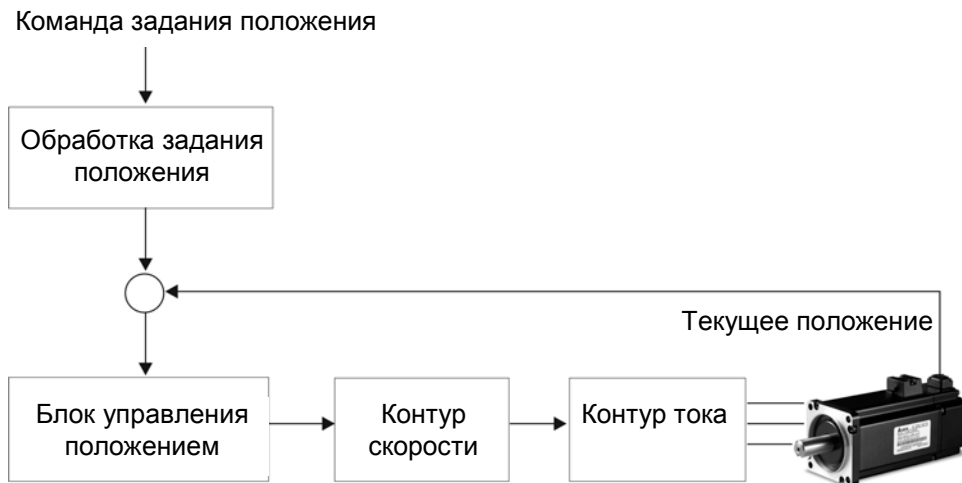 Команда задания положения
Обработка задания
положения
Текущее положение
Блок управления
положением
Контур
скорости
Контур тока